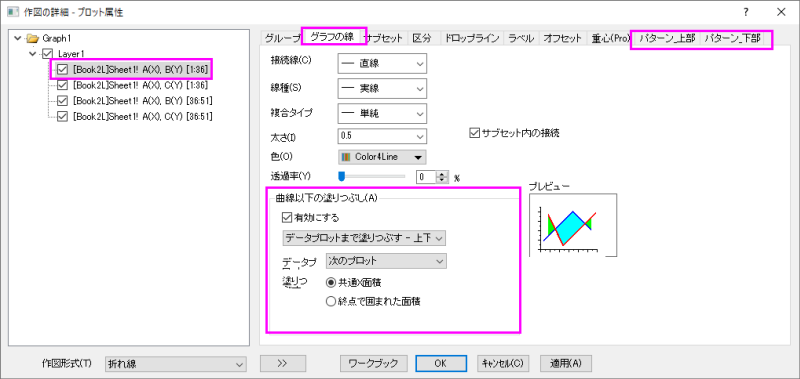 作図の詳細 - プロット属性
Graph1
Layer1
[Book2L]Sheet1! A(X), B(Y) [1:36]
[Book2L]Sheet1! A(X), C(Y) [1:36]
[Book2L]Sheet1! A(X), B(Y) [36:51]
[Book2L]Sheet1! A(X), C(Y) [36:51]
グループ グラフの線 サブセット 区分 ドロップライン ラベル オフセット 重心(Pro) パターン_上部 パターン_下部
接続線(C) 直線
線種(S) 実線
複合タイプ 単純
太さ(I) 0.5 サブセット内の接続
色(O) Color4Line
透過率(Y) 0 %
曲線以下の塗りつぶし(A)
有効にする
データプロットまで塗りつぶす - 上下
データプ 次のプロット
塗りつ 共通X面積
終点で囲まれた面積
プレビュー
作図形式(T) 折れ線 >> ワークブック OK キャンセル(C) 適用(A)